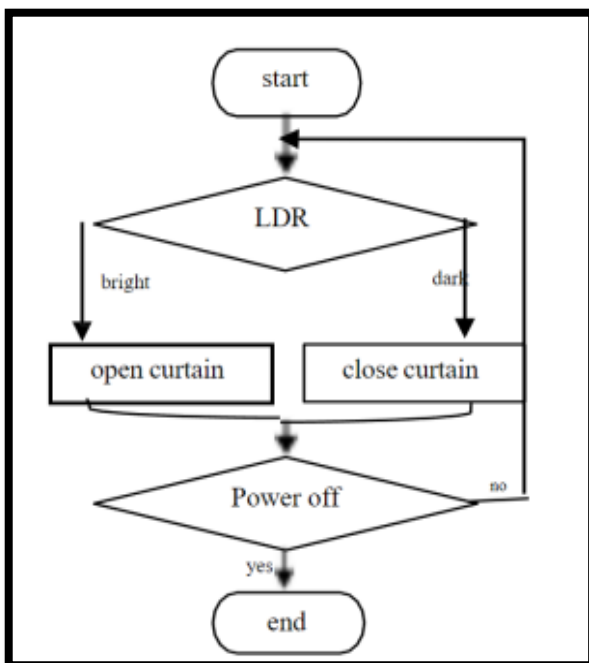 start
LDR
bright
dark
open curtain
close curtain
Power off
no
yes
end